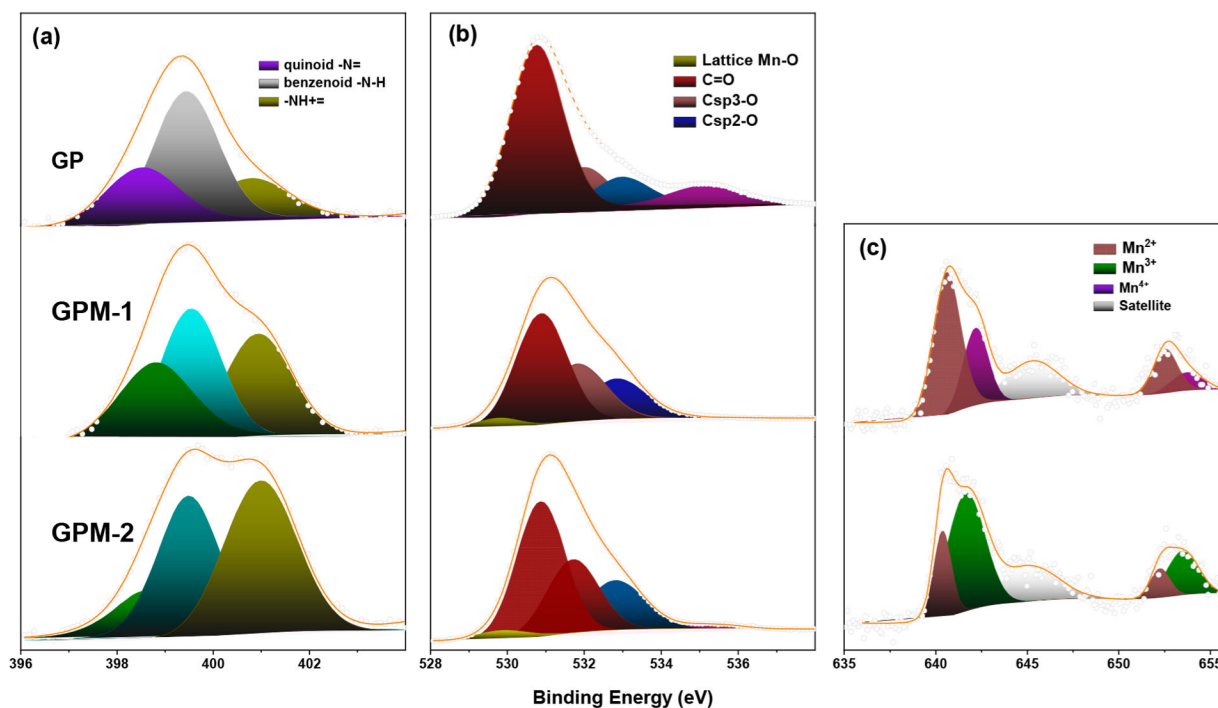 (a)
quinoid -N=
benzenoid -N-H
-NH+=
GP
GPM-1
GPM-2
396 398 400 402
(b)
Lattice Mn-O
C=O
Csp3-O
Csp2-O
528 530 532 534 536
(c)
Mn²⁺
Mn³⁺
Mn⁴⁺
Satellite
635 640 645 650 655
Binding Energy (eV)